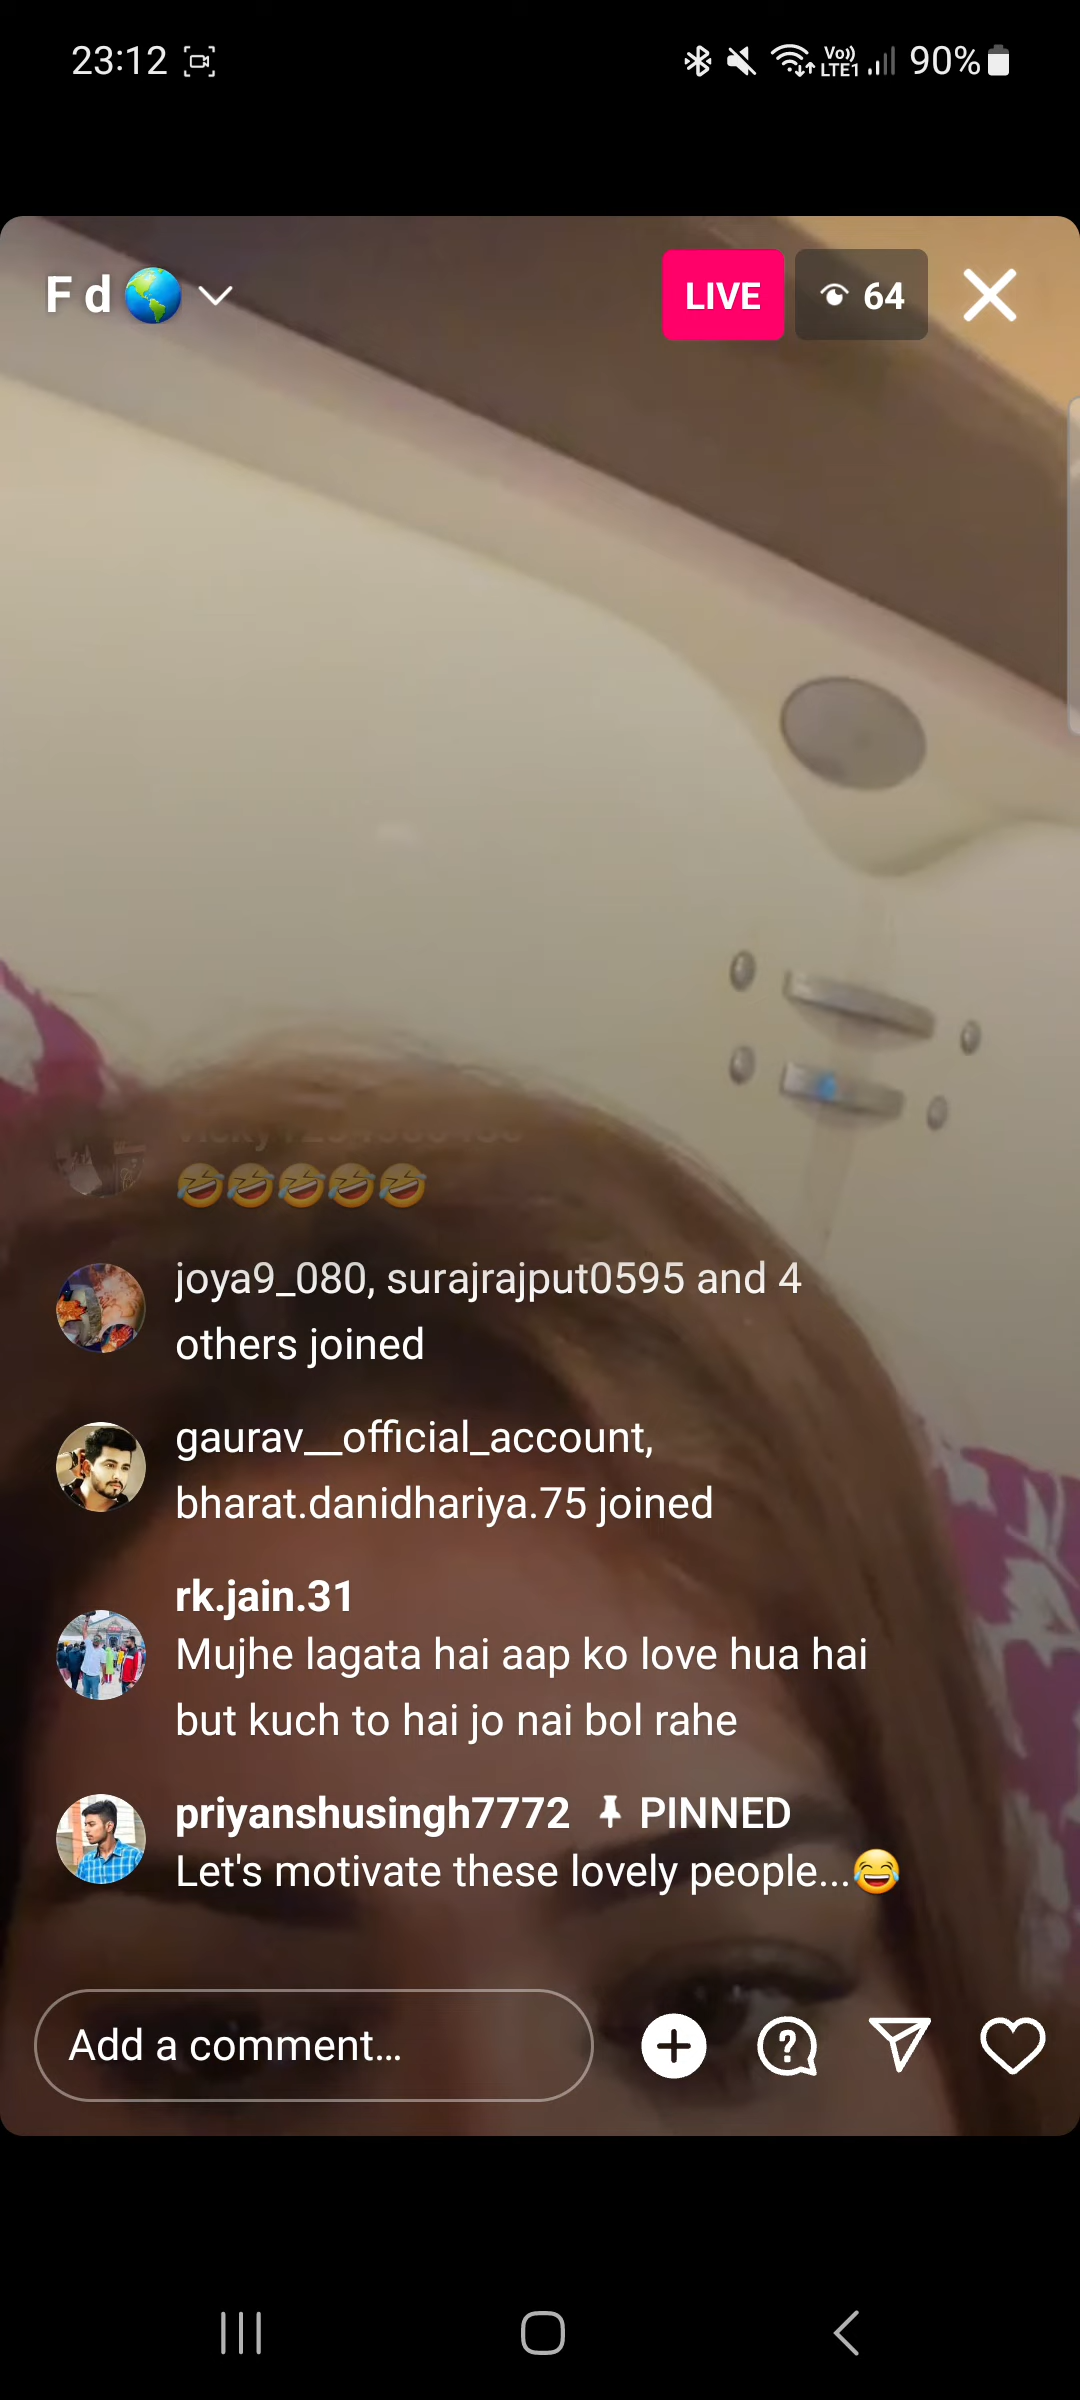 23:12
Vo))
LTE1
90%
F d 🌎
LIVE
64
🤣🤣🤣🤣🤣
joya9_080, surajrajput0595 and 4
others joined
gaurav__official_account,
bharat.danidhariya.75 joined
rk.jain.31
Mujhe lagata hai aap ko love hua hai
but kuch to hai jo nai bol rahe
priyanshusingh7772 PINNED
Let's motivate these lovely people...😂
Add a comment...